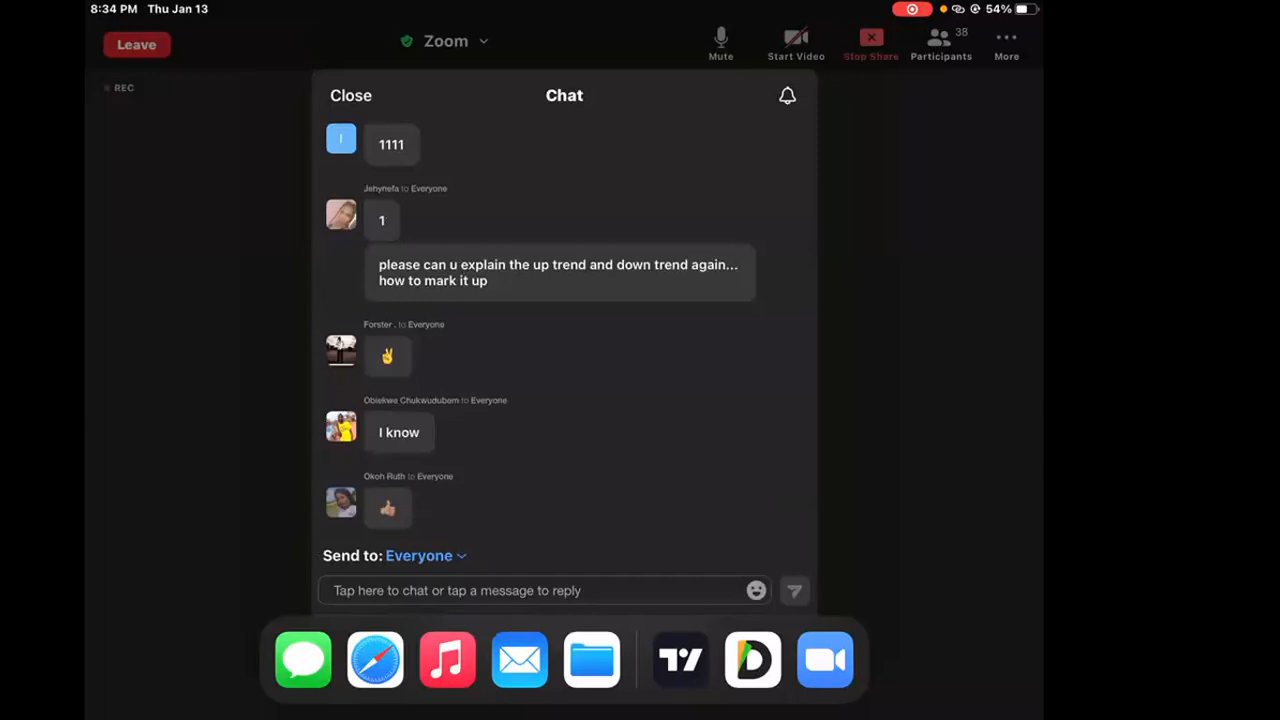 8:34 PM Thu Jan 13
54%
Leave
Zoom
Mute
Start Video
Stop Share
38
Participants
More
REC
Close
Chat
I
1111
Jehynefa to Everyone
1
please can u explain the up trend and down trend again...
how to mark it up
Forster . to Everyone
✌️
Obiekwe Chukwudubem to Everyone
I know
Okoh Ruth to Everyone
👍🏼
Send to: Everyone
Tap here to chat or tap a message to reply